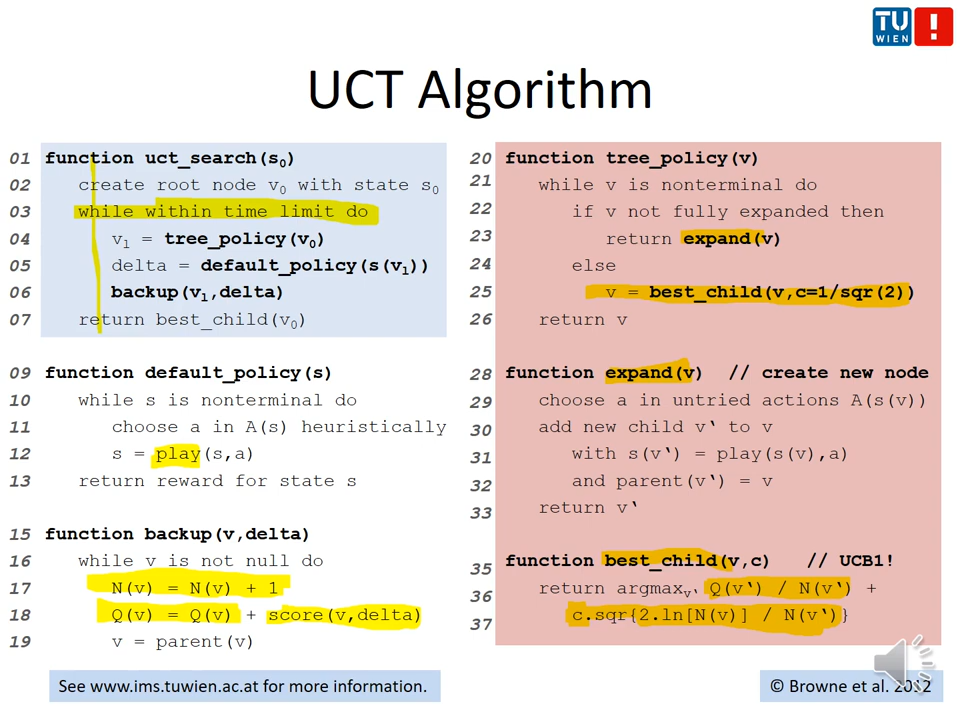 TU
WIEN
!
UCT Algorithm
01 function uct_search(s₀)
02 create root node v₀ with state s₀
03 while within time limit do
04 v₁ = tree_policy(v₀)
05 delta = default_policy(s(v₁))
06 backup(v₁,delta)
07 return best_child(v₀)
09 function default_policy(s)
10 while s is nonterminal do
11 choose a in A(s) heuristically
12 s = play(s,a)
13 return reward for state s
15 function backup(v,delta)
16 while v is not null do
17 N(v) = N(v) + 1
18 Q(v) = Q(v) + score(v,delta)
19 v = parent(v)
20 function tree_policy(v)
21 while v is nonterminal do
22 if v not fully expanded then
23 return expand(v)
24 else
25 v = best_child(v,c=1/sqr(2))
26 return v
28 function expand(v) // create new node
29 choose a in untried actions A(s(v))
30 add new child v‘ to v
31 with s(v‘) = play(s(v),a)
32 and parent(v‘) = v
33 return v‘
35 function best_child(v,c) // UCB1!
36 return argmaxᵥ‘ Q(v‘) / N(v‘) +
37 c.sqr{2.ln[N(v)] / N(v‘)}
See www.ims.tuwien.ac.at for more information.
© Browne et al. 2012